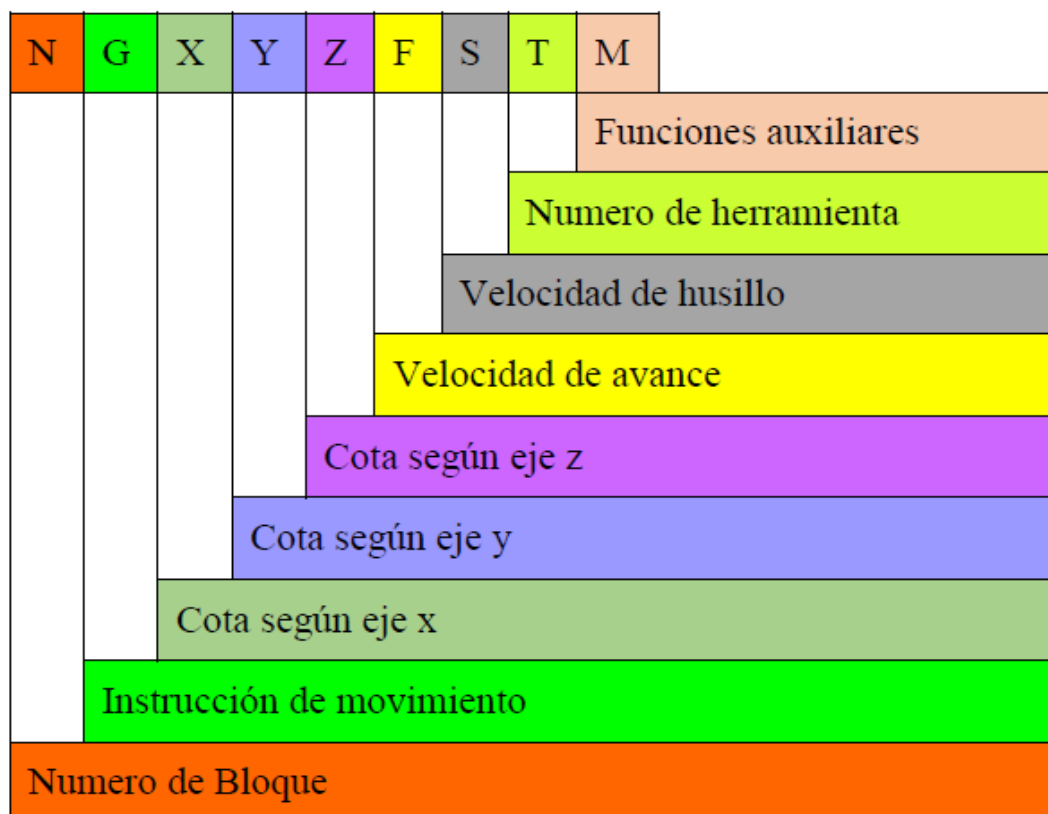 N G X Y Z F S T M
Funciones auxiliares
Numero de herramienta
Velocidad de husillo
Velocidad de avance
Cota según eje z
Cota según eje y
Cota según eje x
Instrucción de movimiento
Numero de Bloque